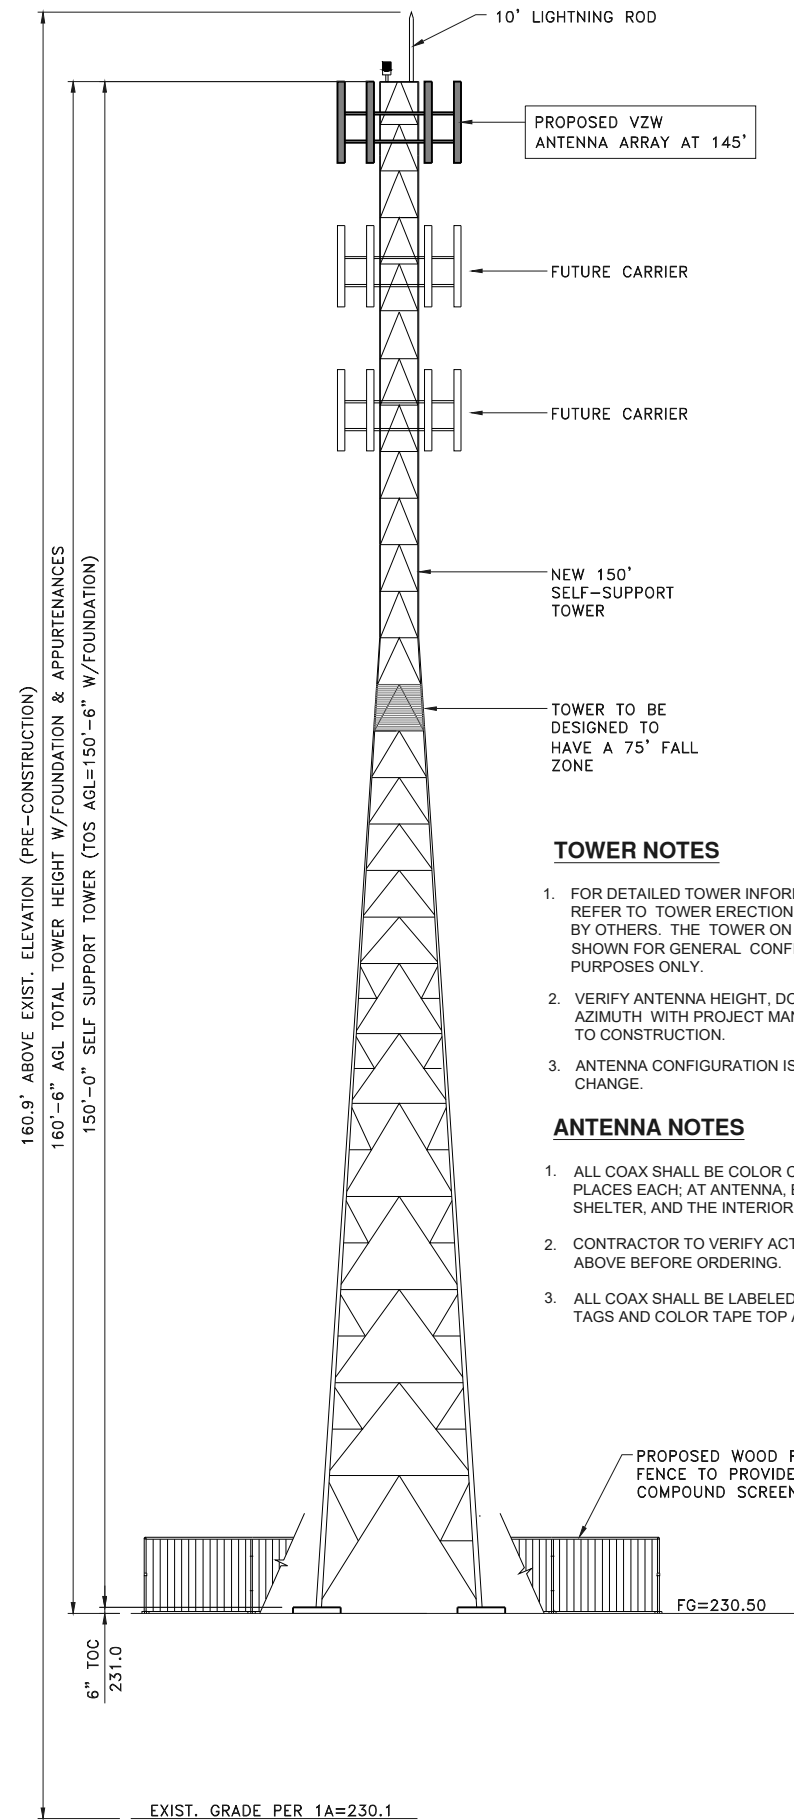 10' LIGHTNING ROD
PROPOSED VZW
ANTENNA ARRAY AT 145'
FUTURE CARRIER
FUTURE CARRIER
NEW 150'
SELF-SUPPORT
TOWER
TOWER TO BE
DESIGNED TO
HAVE A 75' FALL
ZONE
160.9' ABOVE EXIST. ELEVATION (PRE-CONSTRUCTION)
160'-6" AGL TOTAL TOWER HEIGHT W/FOUNDATION & APPURTENANCES
150'-0" SELF SUPPORT TOWER (TOS AGL=150'-6" W/FOUNDATION)
TOWER NOTES
1. FOR DETAILED TOWER
REFER TO TOWER ERECTION
BY OTHERS. THE TOWER ON
SHOWN FOR GENERAL
PURPOSES ONLY.
2. VERIFY ANTENNA HEIGHT,
AZIMUTH WITH PROJECT
TO CONSTRUCTION.
3. ANTENNA CONFIGURATION IS
CHANGE.
ANTENNA NOTES
1. ALL COAX SHALL BE COLOR
PLACES EACH; AT ANTENNA,
SHELTER, AND THE INTERIOR
2. CONTRACTOR TO VERIFY
ABOVE BEFORE ORDERING.
3. ALL COAX SHALL BE LABELED
TAGS AND COLOR TAPE TOP
PROPOSED WOOD
FENCE TO PROVIDE
COMPOUND
FG=230.50
6" TOC
231.0
EXIST. GRADE PER 1A=230.1